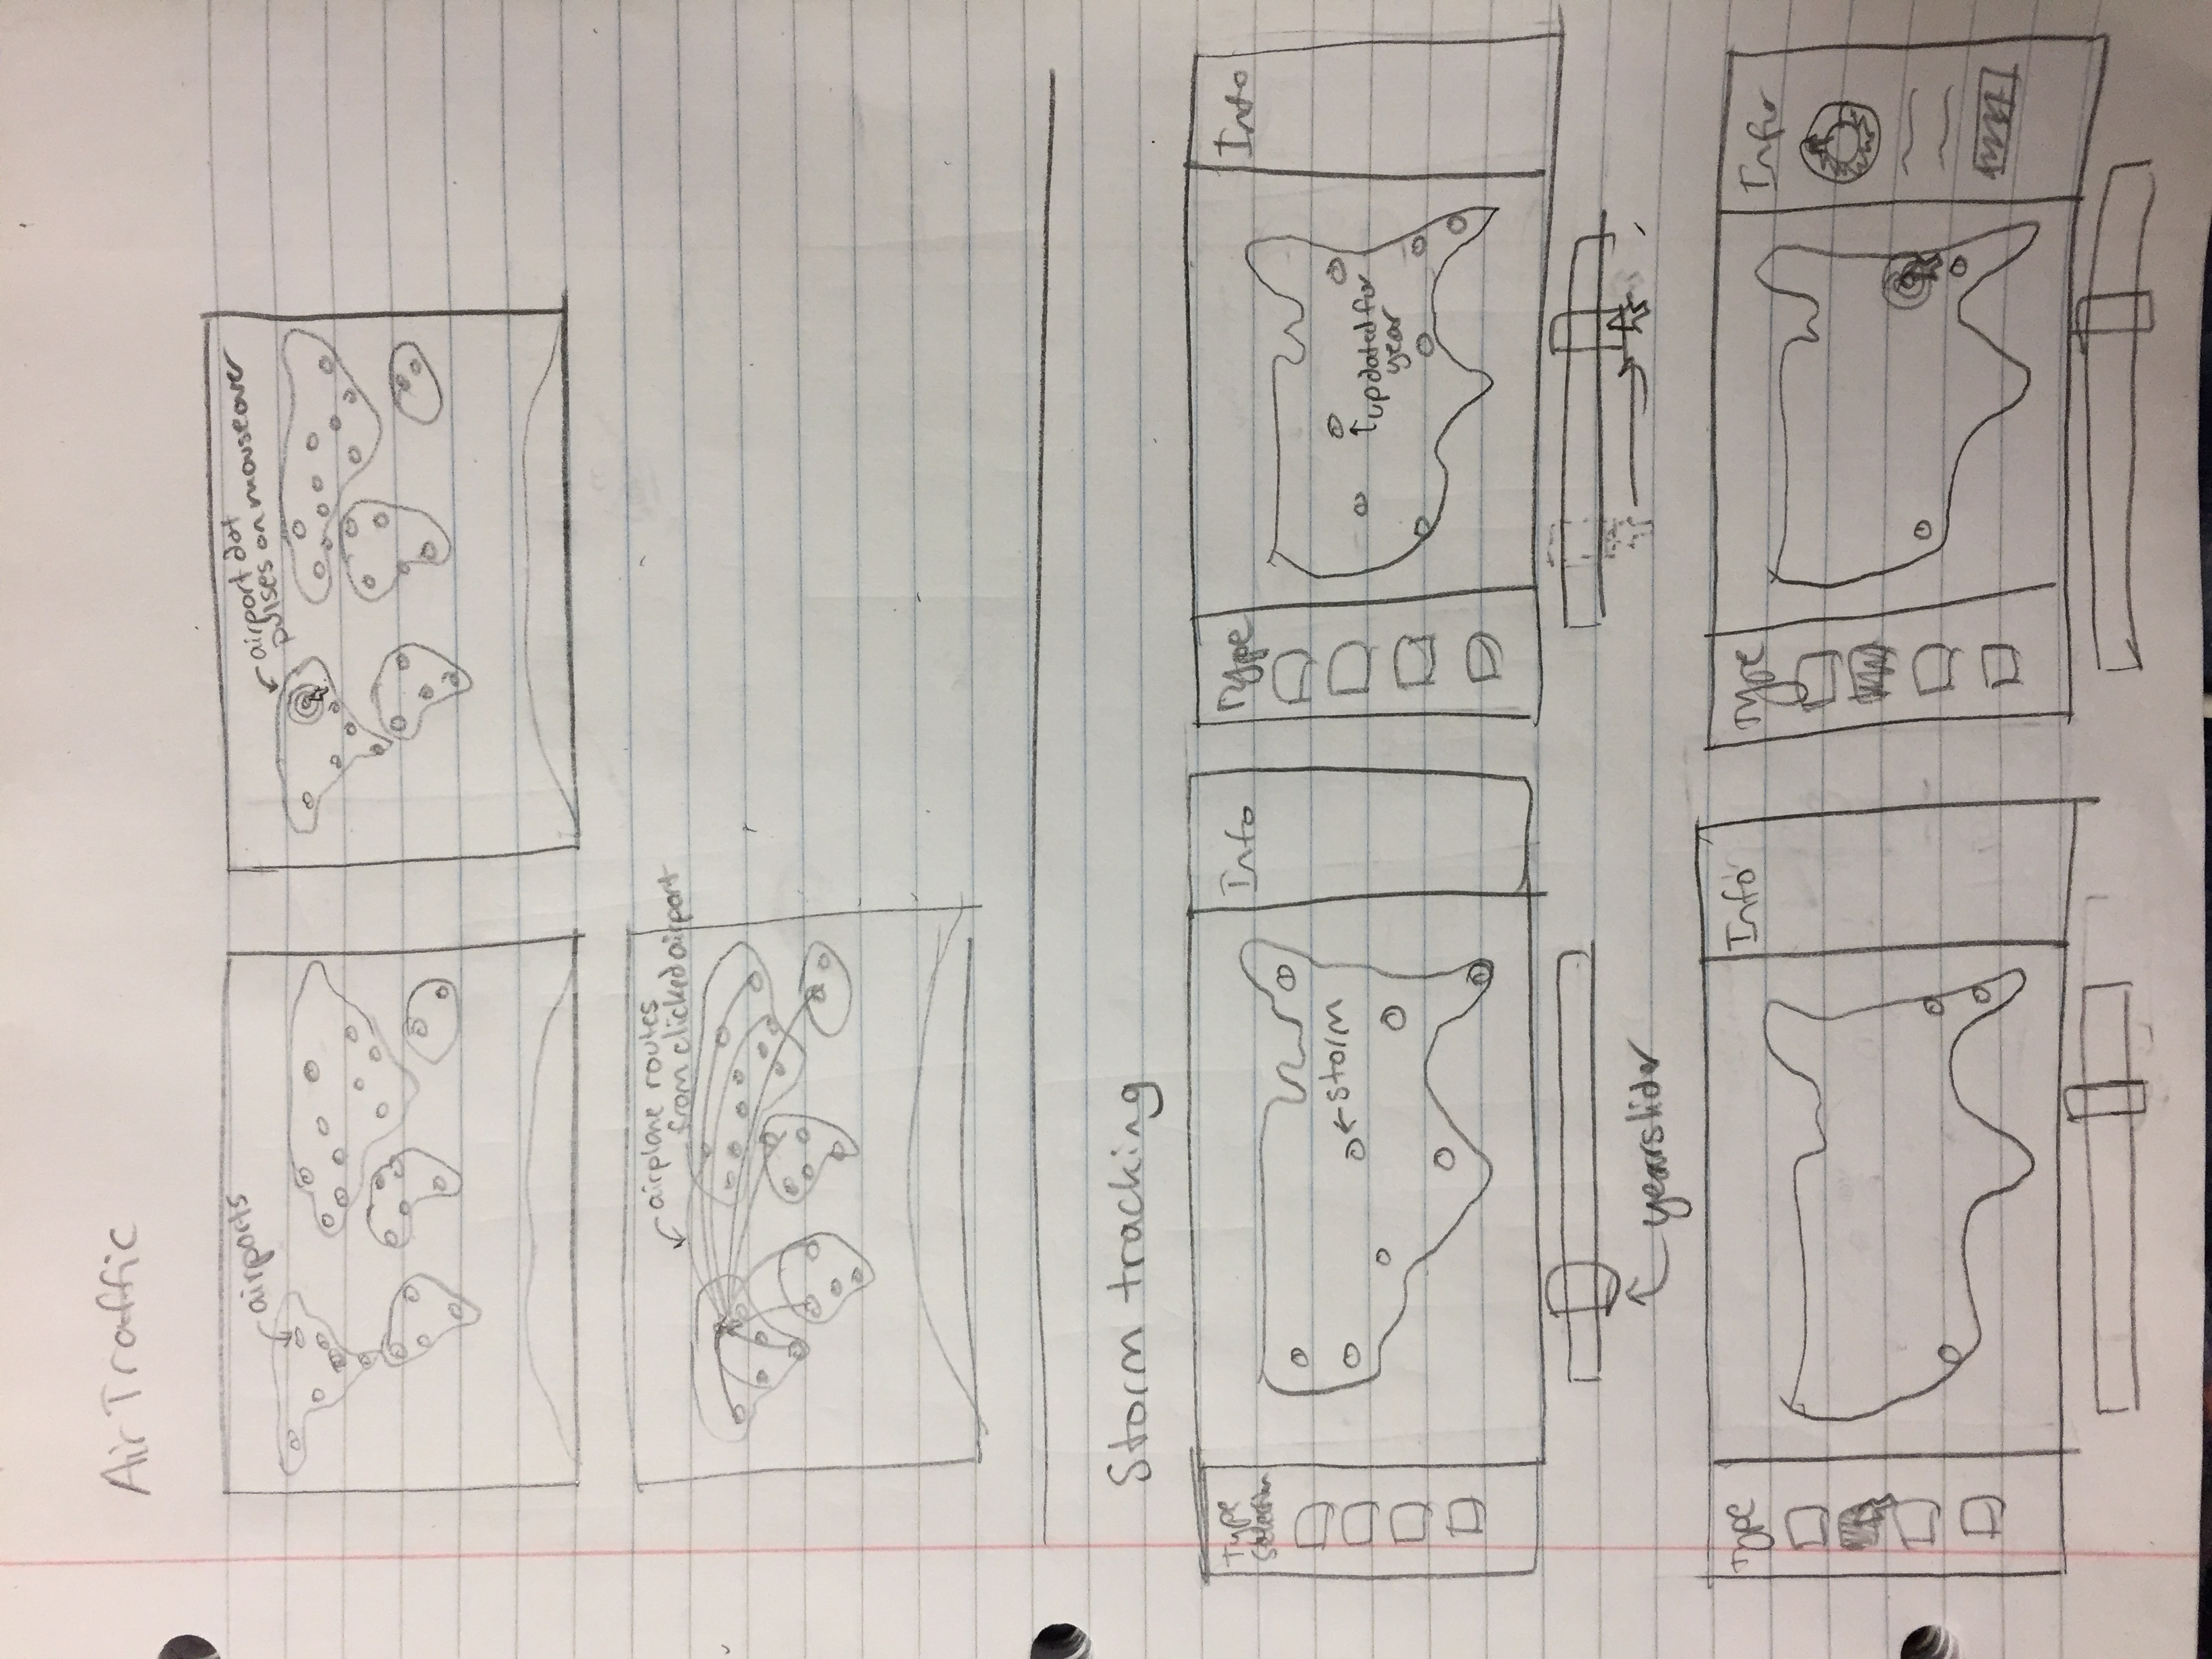 Air Traffic
airports
airport dot
pulses on mouseover
airplane routes
from clicked airport
Storm tracking
Type
Selection
Info
storm
Type
Info
updated for
year
year slider
Type
Info
Type
Info